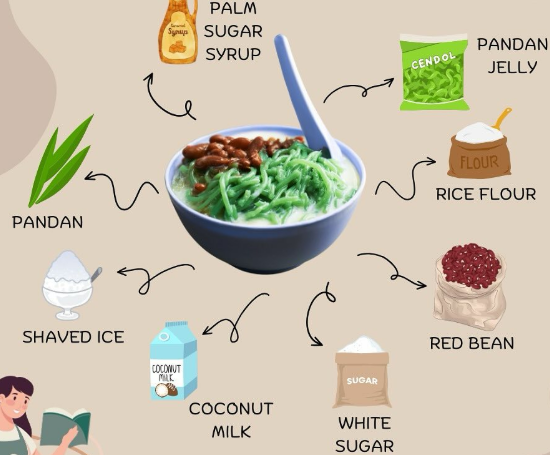 PALM
SUGAR
SYRUP
Syrup
CENDOL
PANDAN
JELLY
FLOUR
RICE FLOUR
PANDAN
SHAVED ICE
RED BEAN
COCONUT
MILK
COCONUT
MILK
SUGAR
WHITE
SUGAR